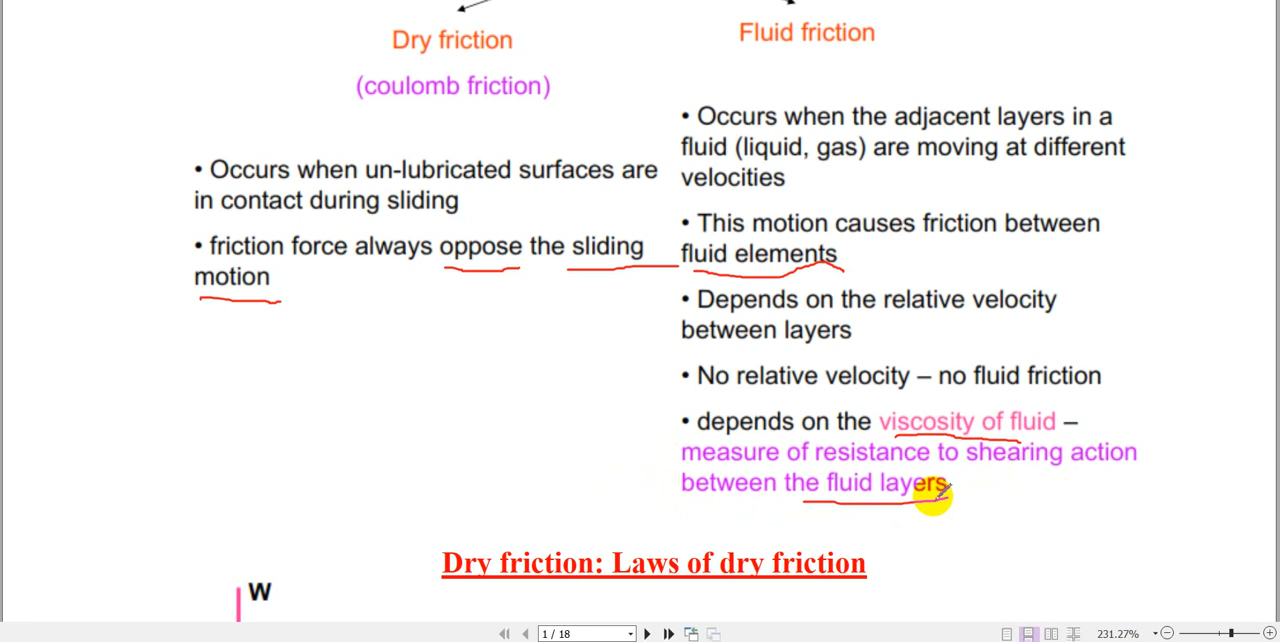 Dry friction
(coulomb friction)
• Occurs when un-lubricated surfaces are
in contact during sliding
• friction force always oppose the sliding
motion
Fluid friction
• Occurs when the adjacent layers in a
fluid (liquid, gas) are moving at different
velocities
• This motion causes friction between
fluid elements
• Depends on the relative velocity
between layers
• No relative velocity – no fluid friction
• depends on the viscosity of fluid –
measure of resistance to shearing action
between the fluid layers
Dry friction: Laws of dry friction
W
1 / 18
231.27%